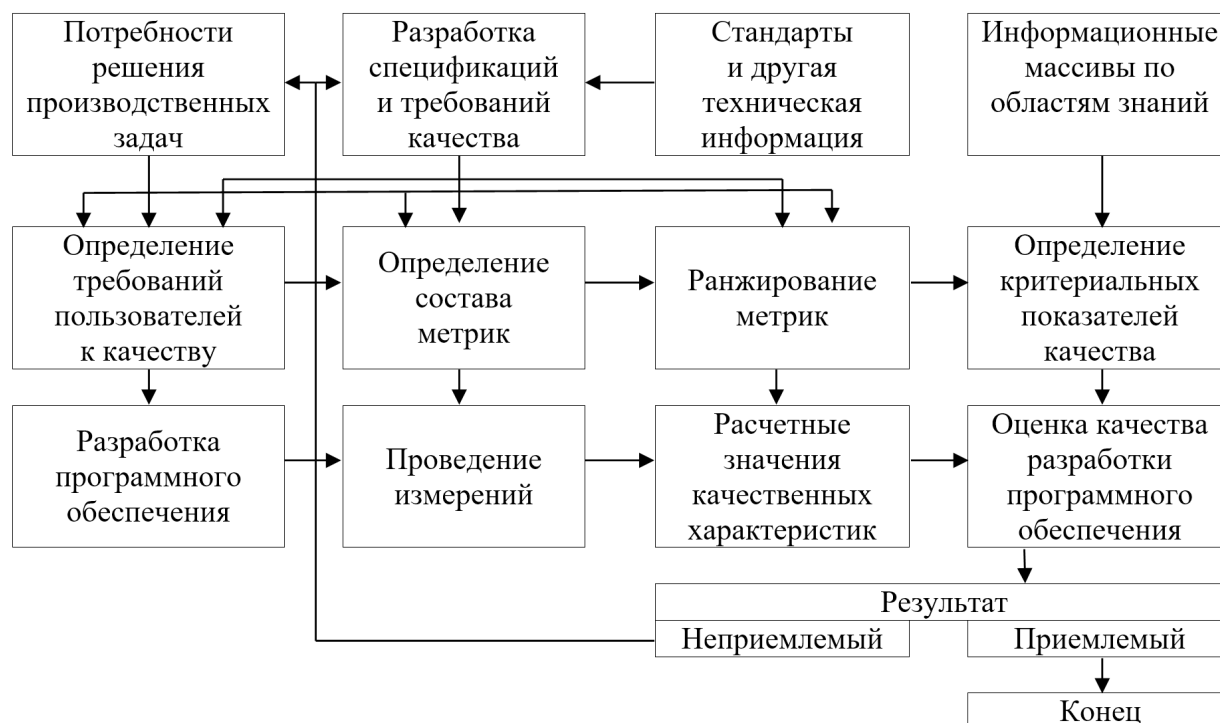 Потребности
решения
производственных
задач
Разработка
спецификаций
и требований
качества
Стандарты
и другая
техническая
информация
Информационные
массивы по
областям знаний
Определение
требований
пользователей
к качеству
Определение
состава
метрик
Ранжирование
метрик
Определение
критериальных
показателей
качества
Разработка
программного
обеспечения
Проведение
измерений
Расчетные
значения
качественных
характеристик
Оценка качества
разработки
программного
обеспечения
Результат
Неприемлемый
Приемлемый
Конец